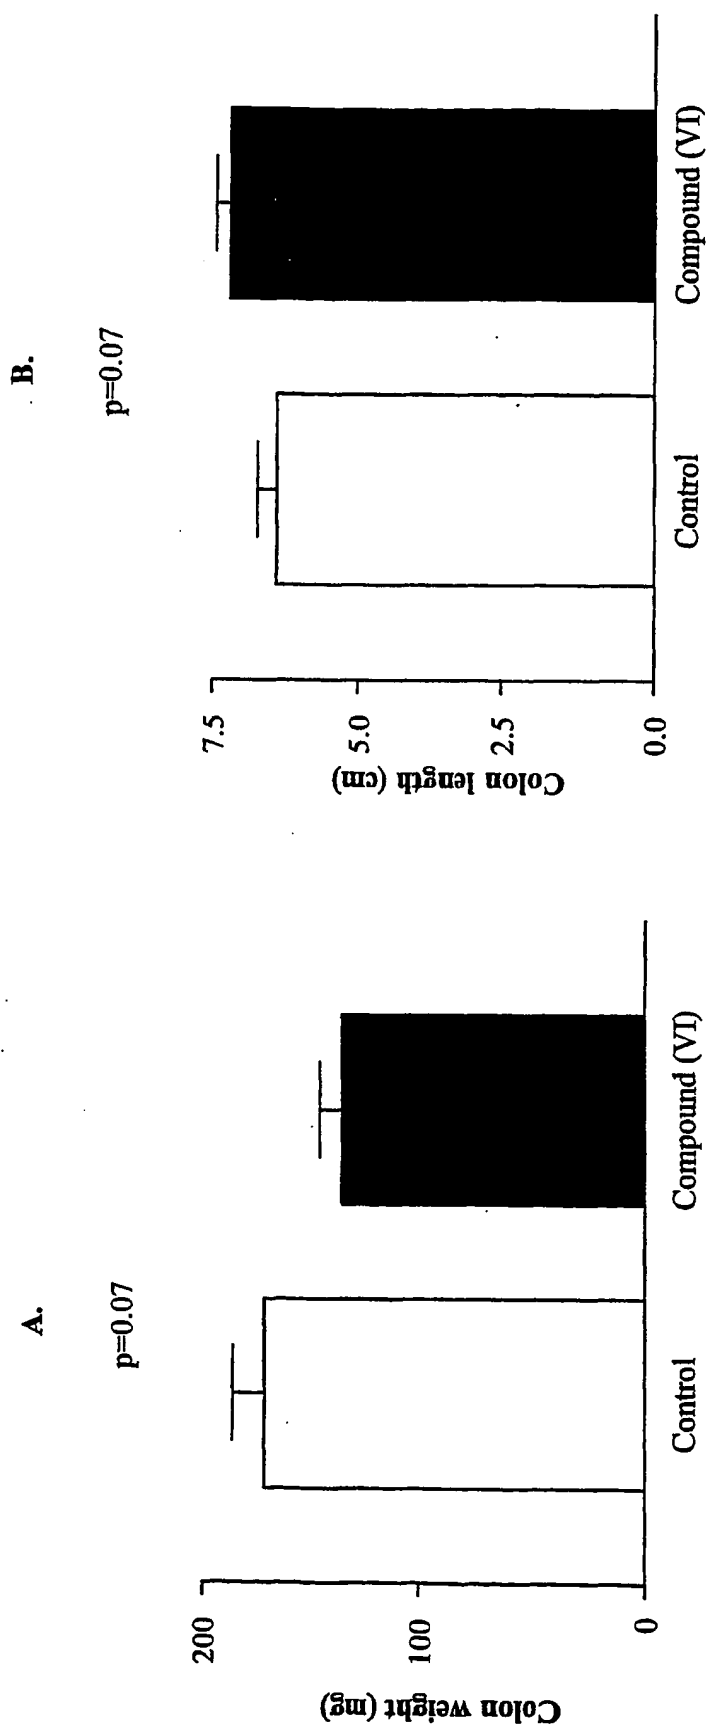 A.
p=0.07
Colon weight (mg)
200
100
0
Control
Compound (VI)
B.
p=0.07
Colon length (cm)
7.5
5.0
2.5
0.0
Control
Compound (VI)